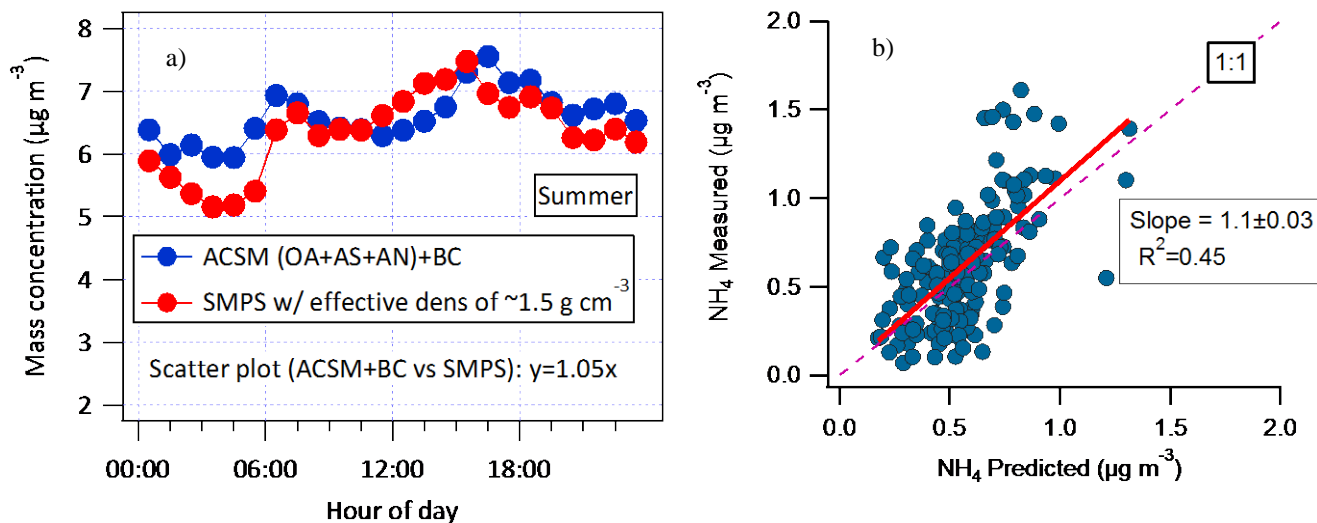 a)
8
7
6
5
4
3
2
Mass concentration (µg m⁻³)
Summer
ACSM (OA+AS+AN)+BC
SMPS w/ effective dens of ~1.5 g cm⁻³
Scatter plot (ACSM+BC vs SMPS): y=1.05x
00:00 06:00 12:00 18:00
Hour of day
b)
2.0
1.5
1.0
0.5
0.0
NH₄ Measured (µg m⁻³)
1:1
Slope = 1.1±0.03
R²=0.45
0.0 0.5 1.0 1.5 2.0
NH₄ Predicted (µg m⁻³)